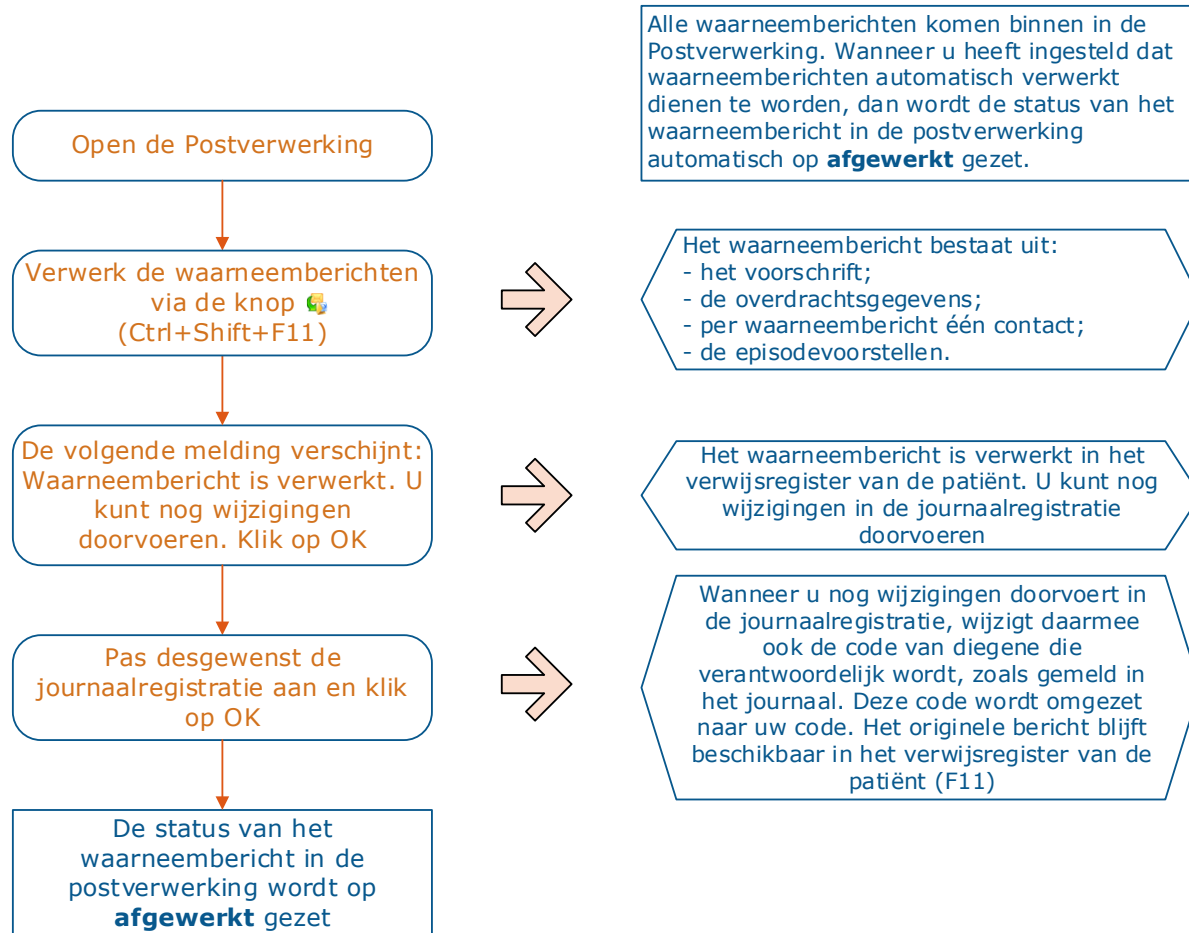 Alle waarneemberichten komen binnen in de
Postverwerking. Wanneer u heeft ingesteld dat
waarneemberichten automatisch verwerkt
dienen te worden, dan wordt de status van het
waarneembericht in de postverwerking
automatisch op afgewerkt gezet.
Open de Postverwerking
Verwerk de waarneemberichten
via de knop
(Ctrl+Shift+F11)
Het waarneembericht bestaat uit:
- het voorschrift;
- de overdrachtsgegevens;
- per waarneembericht één contact;
- de episodevoorstellen.
De volgende melding verschijnt:
Waarneembericht is verwerkt. U
kunt nog wijzigingen
doorvoeren. Klik op OK
Het waarneembericht is verwerkt in het
verwijsregister van de patiënt. U kunt nog
wijzigingen in de journaalregistratie
doorvoeren
Pas desgewenst de
journaalregistratie aan en klik
op OK
Wanneer u nog wijzigingen doorvoert in
de journaalregistratie, wijzigt daarmee
ook de code van diegene die
verantwoordelijk wordt, zoals gemeld in
het journaal. Deze code wordt omgezet
naar uw code. Het originele bericht blijft
beschikbaar in het verwijsregister van de
patiënt (F11)
De status van het
waarneembericht in de
postverwerking wordt op
afgewerkt gezet